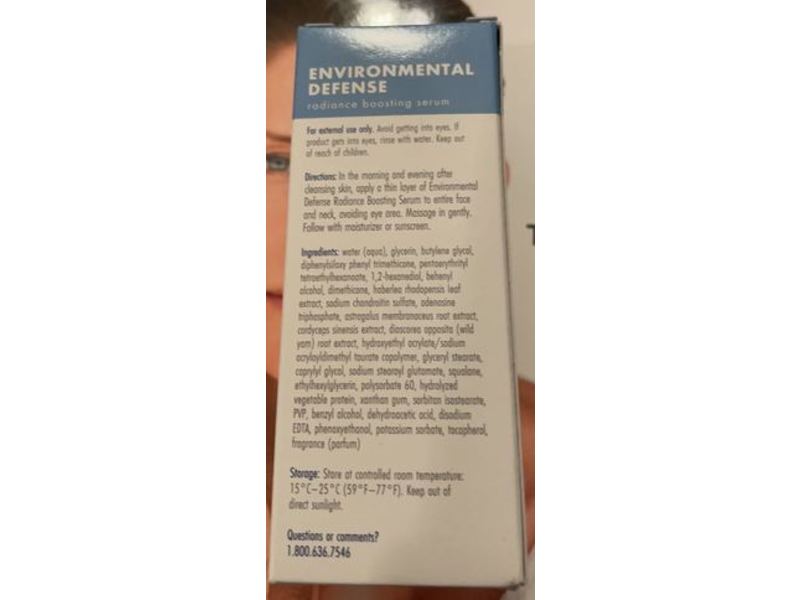 ENVIRONMENTAL
DEFENSE
radiance boosting serum
For external use only. Avoid getting into eyes. If
product gets into eyes, rinse with water. Keep out
of reach of children.
Directions: In the morning and evening after
cleansing skin, apply a thin layer of Environmental
Defense Radiance Boosting Serum to entire face
and neck, avoiding eye area. Massage in gently.
Follow with moisturizer or sunscreen.
Ingredients: water (aqua), glycerin, butylene glycol,
diphenylsiloxy phenyl trimethicone, pentaerythrityl
tetraethylhexanoate, 1,2-hexanediol, behenyl
alcohol, dimethicone, haberlea rhodopensis leaf
extract, sodium chondroitin sulfate, adenosine
triphosphate, astragalus membranaceus root extract,
cordyceps sinensis extract, dioscorea opposita (wild
yam) root extract, hydroxyethyl acrylate/sodium
acryloyldimethyl taurate copolymer, glyceryl stearate,
caprylyl glycol, sodium stearoyl glutamate, squalane,
ethylhexylglycerin, polysorbate 60, hydrolyzed
vegetable protein, xanthan gum, sorbitan isostearate,
PVP, benzyl alcohol, dehydroacetic acid, disodium
EDTA, phenoxyethanol, potassium sorbate, tocopherol,
fragrance (parfum)
Storage: Store at controlled room temperature:
15°C–25°C (59°F–77°F). Keep out of
direct sunlight.
Questions or comments?
1.800.636.7546